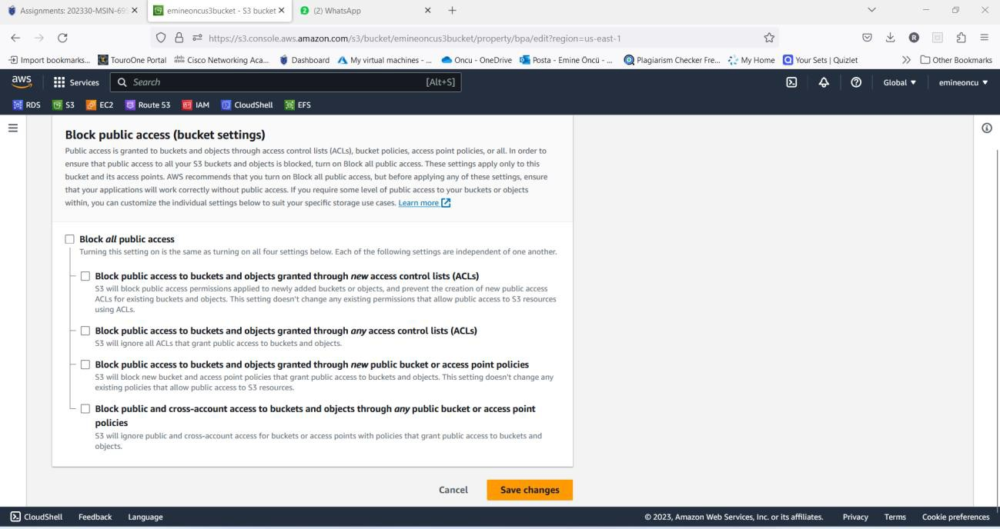 Assignments: 202330-MSIN-695
emineoncus3bucket - S3 bucket
(2) WhatsApp
https://s3.console.aws.amazon.com/s3/bucket/emineoncus3bucket/property/bpa/edit?region=us-east-1
Import bookmarks... TouroOne Portal Cisco Networking Aca... Dashboard My virtual machines - ... Oncu - OneDrive Posta - Emine Öncü - ... Plagiarism Checker Fre... My Home Your Sets | Quizlet Other Bookmarks
aws Services Search [Alt+S] Global emineoncu
RDS S3 EC2 Route 53 IAM CloudShell EFS
Block public access (bucket settings)
Public access is granted to buckets and objects through access control lists (ACLs), bucket policies, access point policies, or all. In order to
ensure that public access to all your S3 buckets and objects is blocked, turn on Block all public access. These settings apply only to this
bucket and its access points. AWS recommends that you turn on Block all public access, but before applying any of these settings, ensure
that your applications will work correctly without public access. If you require some level of public access to your buckets or objects
within, you can customize the individual settings below to suit your specific storage use cases. Learn more
Block all public access
Turning this setting on is the same as turning on all four settings below. Each of the following settings are independent of one another.
Block public access to buckets and objects granted through new access control lists (ACLs)
S3 will block public access permissions applied to newly added buckets or objects, and prevent the creation of new public access
ACLs for existing buckets and objects. This setting doesn't change any existing permissions that allow public access to S3 resources
using ACLs.
Block public access to buckets and objects granted through any access control lists (ACLs)
S3 will ignore all ACLs that grant public access to buckets and objects.
Block public access to buckets and objects granted through new public bucket or access point policies
S3 will block new bucket and access point policies that grant public access to buckets and objects. This setting doesn't change any
existing policies that allow public access to S3 resources.
Block public and cross-account access to buckets and objects through any public bucket or access point
policies
S3 will ignore public and cross-account access for buckets or access points with policies that grant public access to buckets and
objects.
Cancel Save changes
CloudShell Feedback Language © 2023, Amazon Web Services, Inc. or its affiliates. Privacy Terms Cookie preferences